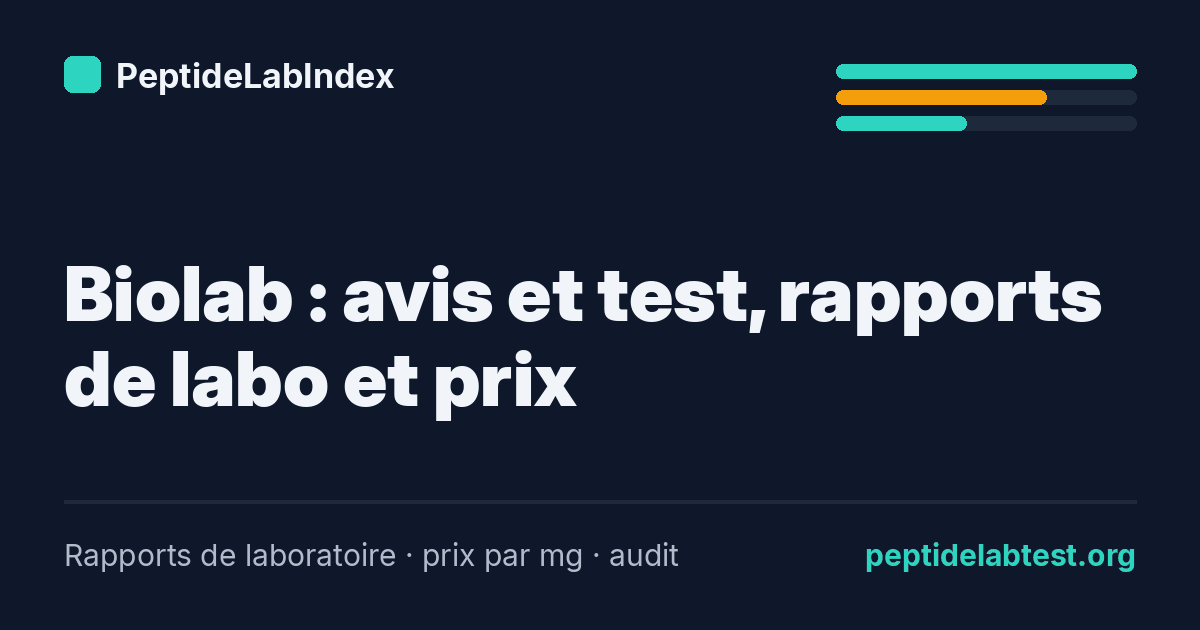 PeptideLabIndex
Biolab : avis et test, rapports
de labo et prix
Rapports de laboratoire · prix par mg · audit
peptidelabtest.org